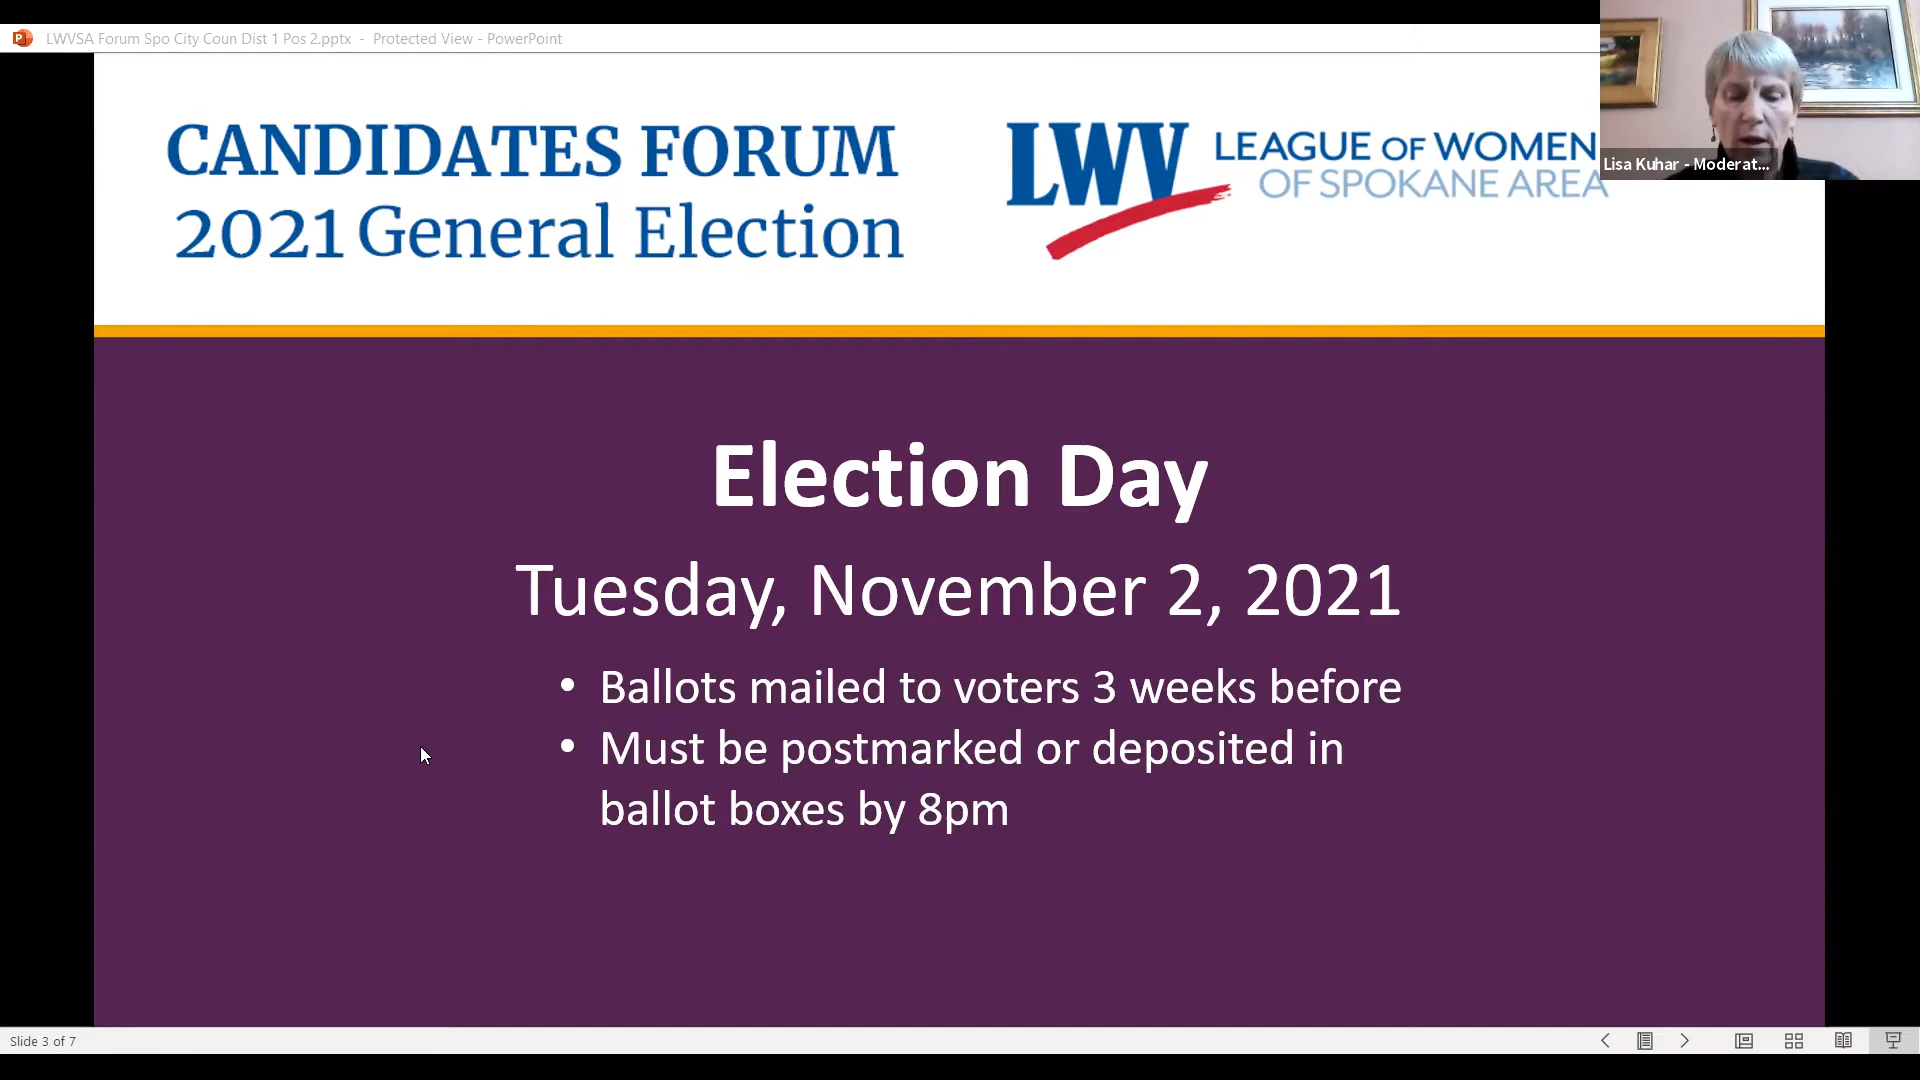 LWVSA Forum Spo City Coun Dist 1 Pos 2.pptx - Protected View - PowerPoint
CANDIDATES FORUM
2021 General Election
LWV
LEAGUE OF WOMEN
OF SPOKANE AREA
Lisa Kuhar - Moderat...
Election Day
Tuesday, November 2, 2021
• Ballots mailed to voters 3 weeks before
• Must be postmarked or deposited in
ballot boxes by 8pm
Slide 3 of 7